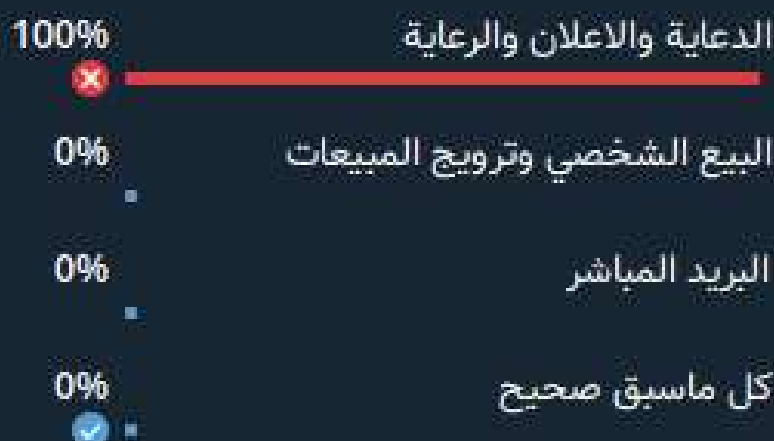 الدعاية والاعلان والرعاية 100%
البيع الشخصي وترويج المبيعات 0%
البريد المباشر 0%
كل ماسبق صحيح 0%